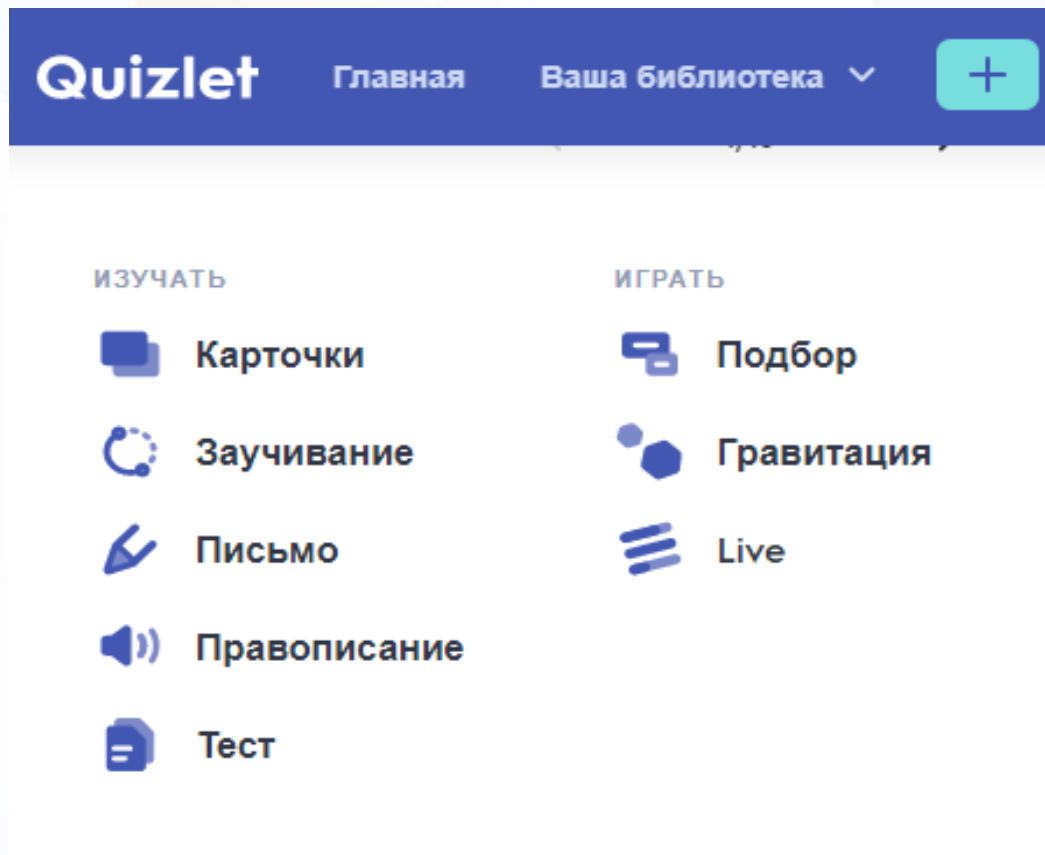 Quizlet Главная Ваша библиотека
ИЗУЧАТЬ
Карточки
Заучивание
Письмо
Правописание
Тест
ИГРАТЬ
Подбор
Гравитация
Live